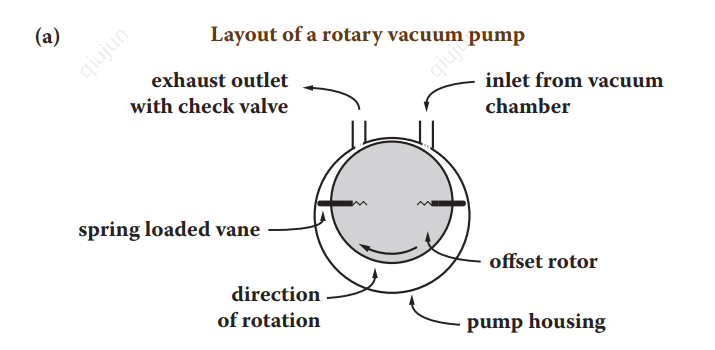 (a)
Layout of a rotary vacuum pump
qiujun
qiujun
exhaust outlet
with check valve
inlet from vacuum
chamber
spring loaded vane
offset rotor
direction
of rotation
pump housing